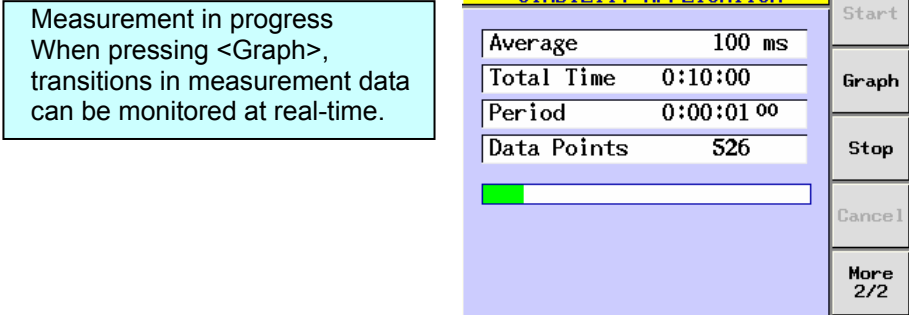 Measurement in progress
When pressing <Graph>,
transitions in measurement data
can be monitored at real-time.
STABILITY APPLICATION
Average 100 ms
Total Time 0:10:00
Period 0:00:01 00
Data Points 526
Start
Graph
Stop
Cancel
More
2/2